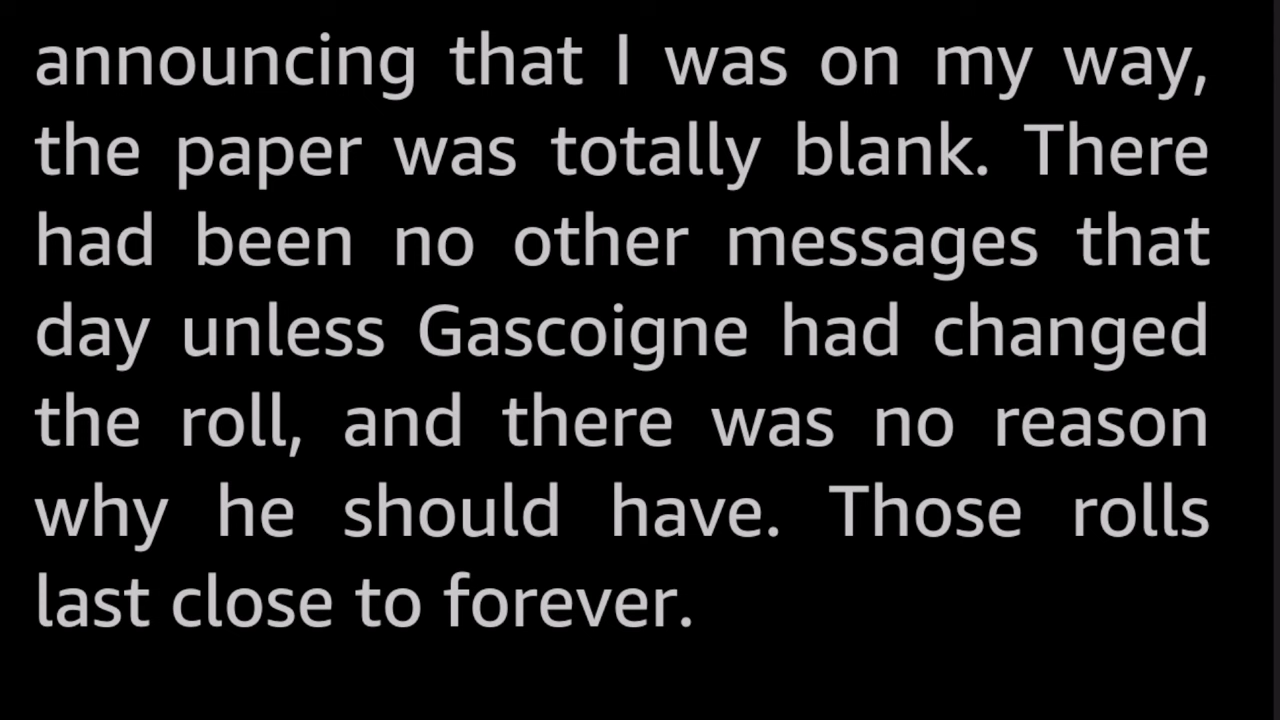 announcing that I was on my way,
the paper was totally blank. There
had been no other messages that
day unless Gascoigne had changed
the roll, and there was no reason
why he should have. Those rolls
last close to forever.